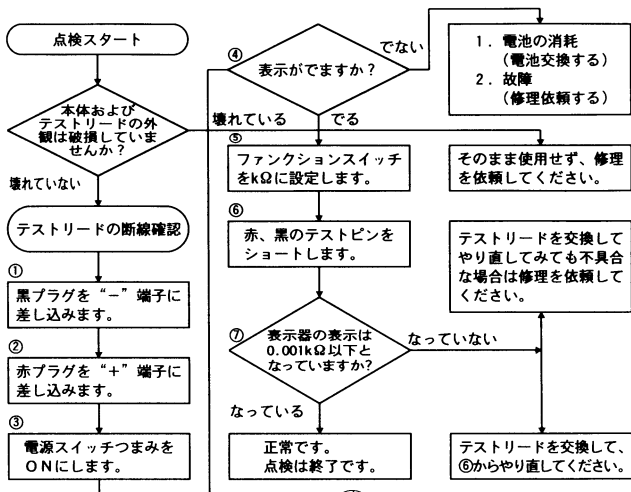 点検スタート
本体および
テストリードの外
観は破損していま
せんか？
壊れている
壊れていない
テストリードの断線確認
①
黒プラグを“－”端子に
差し込みます。
②
赤プラグを“＋”端子に
差し込みます。
③
電源スイッチつまみを
ＯＮにします。
④
表示がでますか？
でない
でる
1．電池の消耗
（電池交換する）
2．故障
（修理依頼する）
そのまま使用せず、修理
を依頼してください。
⑤
ファンクションスイッチ
をkΩに設定します。
⑥
赤、黒のテストピンを
ショートします。
⑦
表示器の表示は
0.001kΩ以下と
なっていますか？
なっていない
なっている
テストリードを交換して
やり直してみても不具合
な場合は修理を依頼して
ください。
正常です。
点検は終了です。
テストリードを交換して、
⑥からやり直してください。